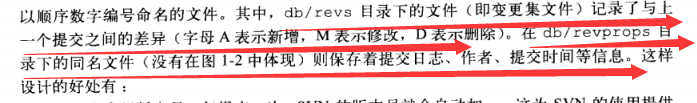 以顺序数字编号命名的文件。其中，db/revs 目录下的文件（即变更集文件）记录了与上
一个提交之间的差异（字母 A 表示新增，M 表示修改，D 表示删除）。在 db/revprops 目
录下的同名文件（没有在图 1-2 中体现）则保存着提交日志、作者、提交时间等信息。这样
设计的好处有：